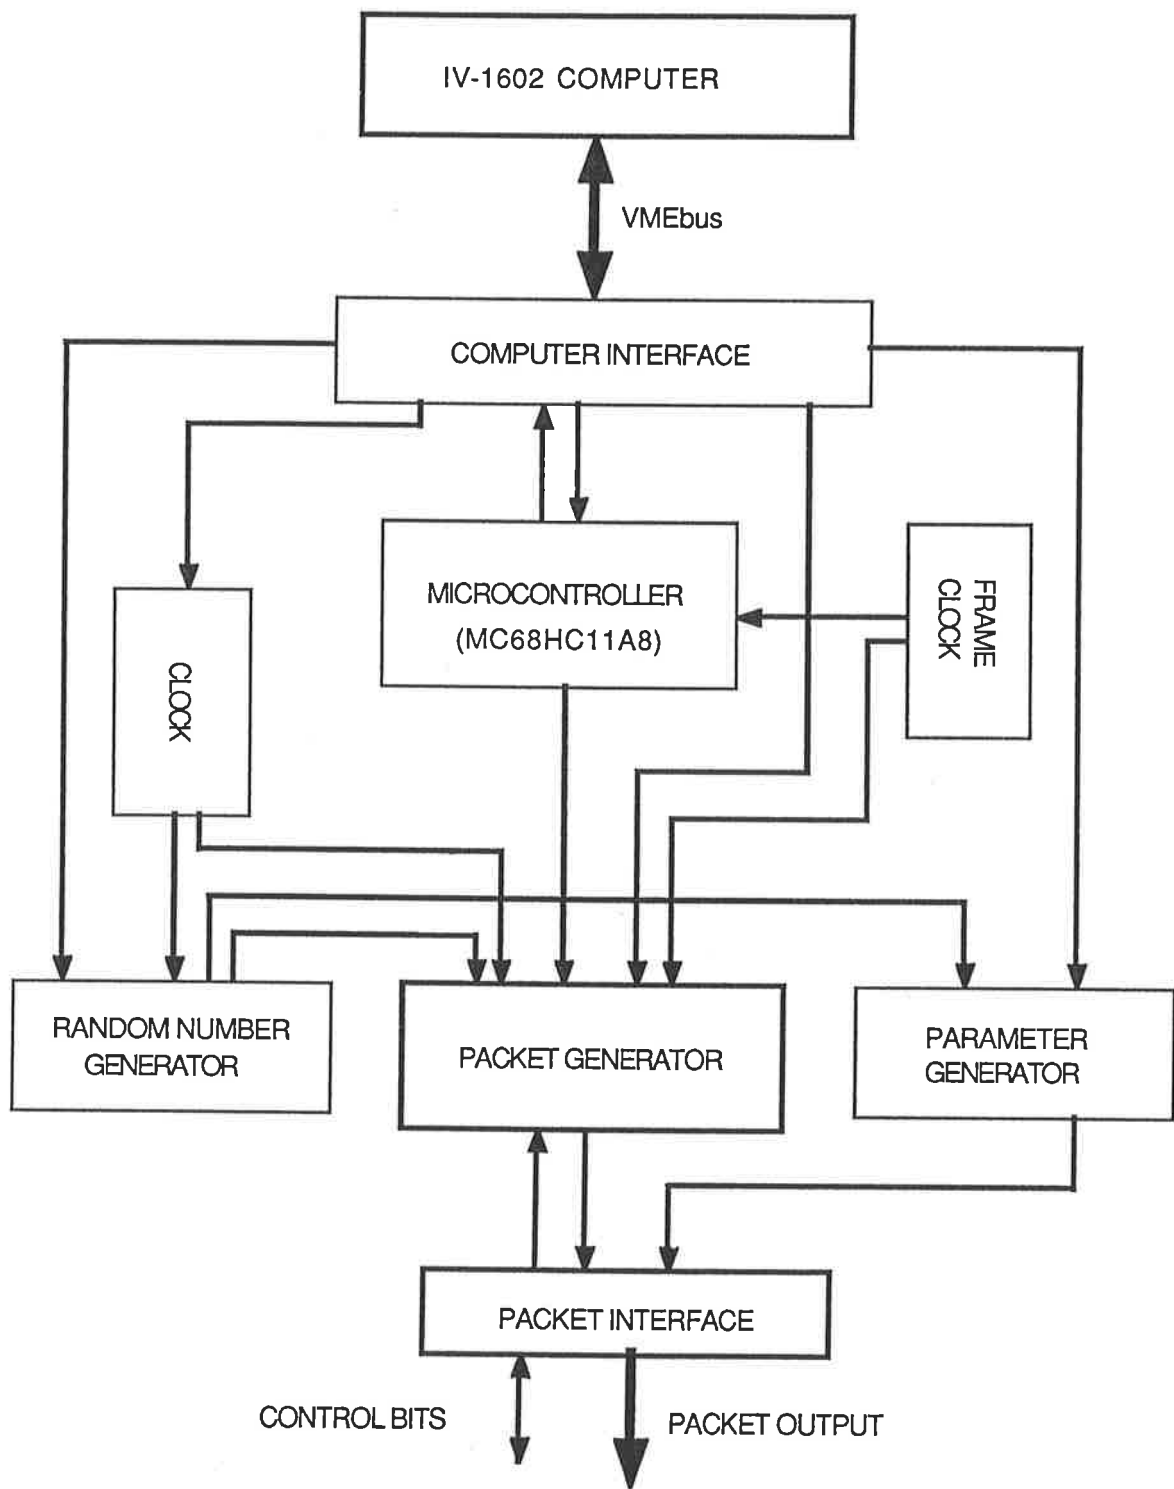 IV-1602 COMPUTER
VMEbus
COMPUTER INTERFACE
MICROCONTROLLER
(MC68HC11A8)
FRAME
CLOCK
CLOCK
RANDOM NUMBER
GENERATOR
PACKET GENERATOR
PARAMETER
GENERATOR
PACKET INTERFACE
CONTROL BITS
PACKET OUTPUT